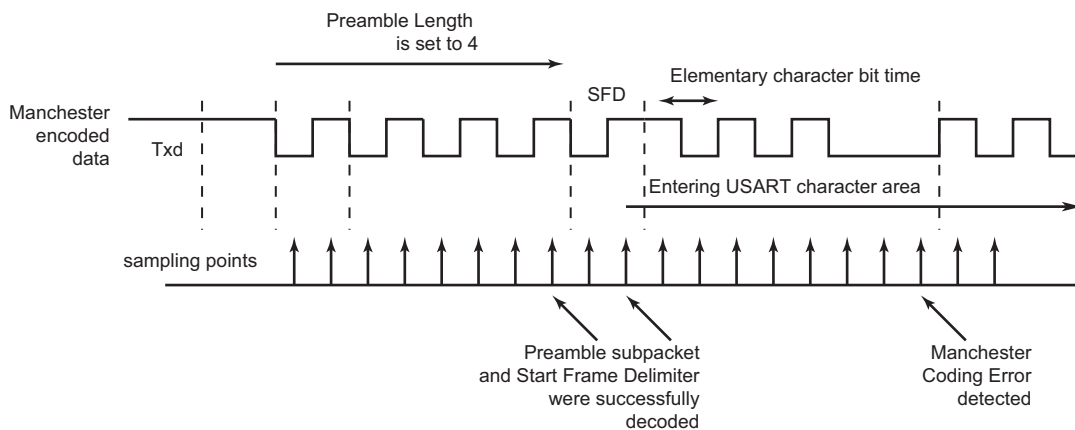 Preamble Length
is set to 4
Elementary character bit time
SFD
Manchester
encoded
data
Txd
Entering USART character area
sampling points
Preamble subpacket
and Start Frame Delimiter
were successfully
decoded
Manchester
Coding Error
detected